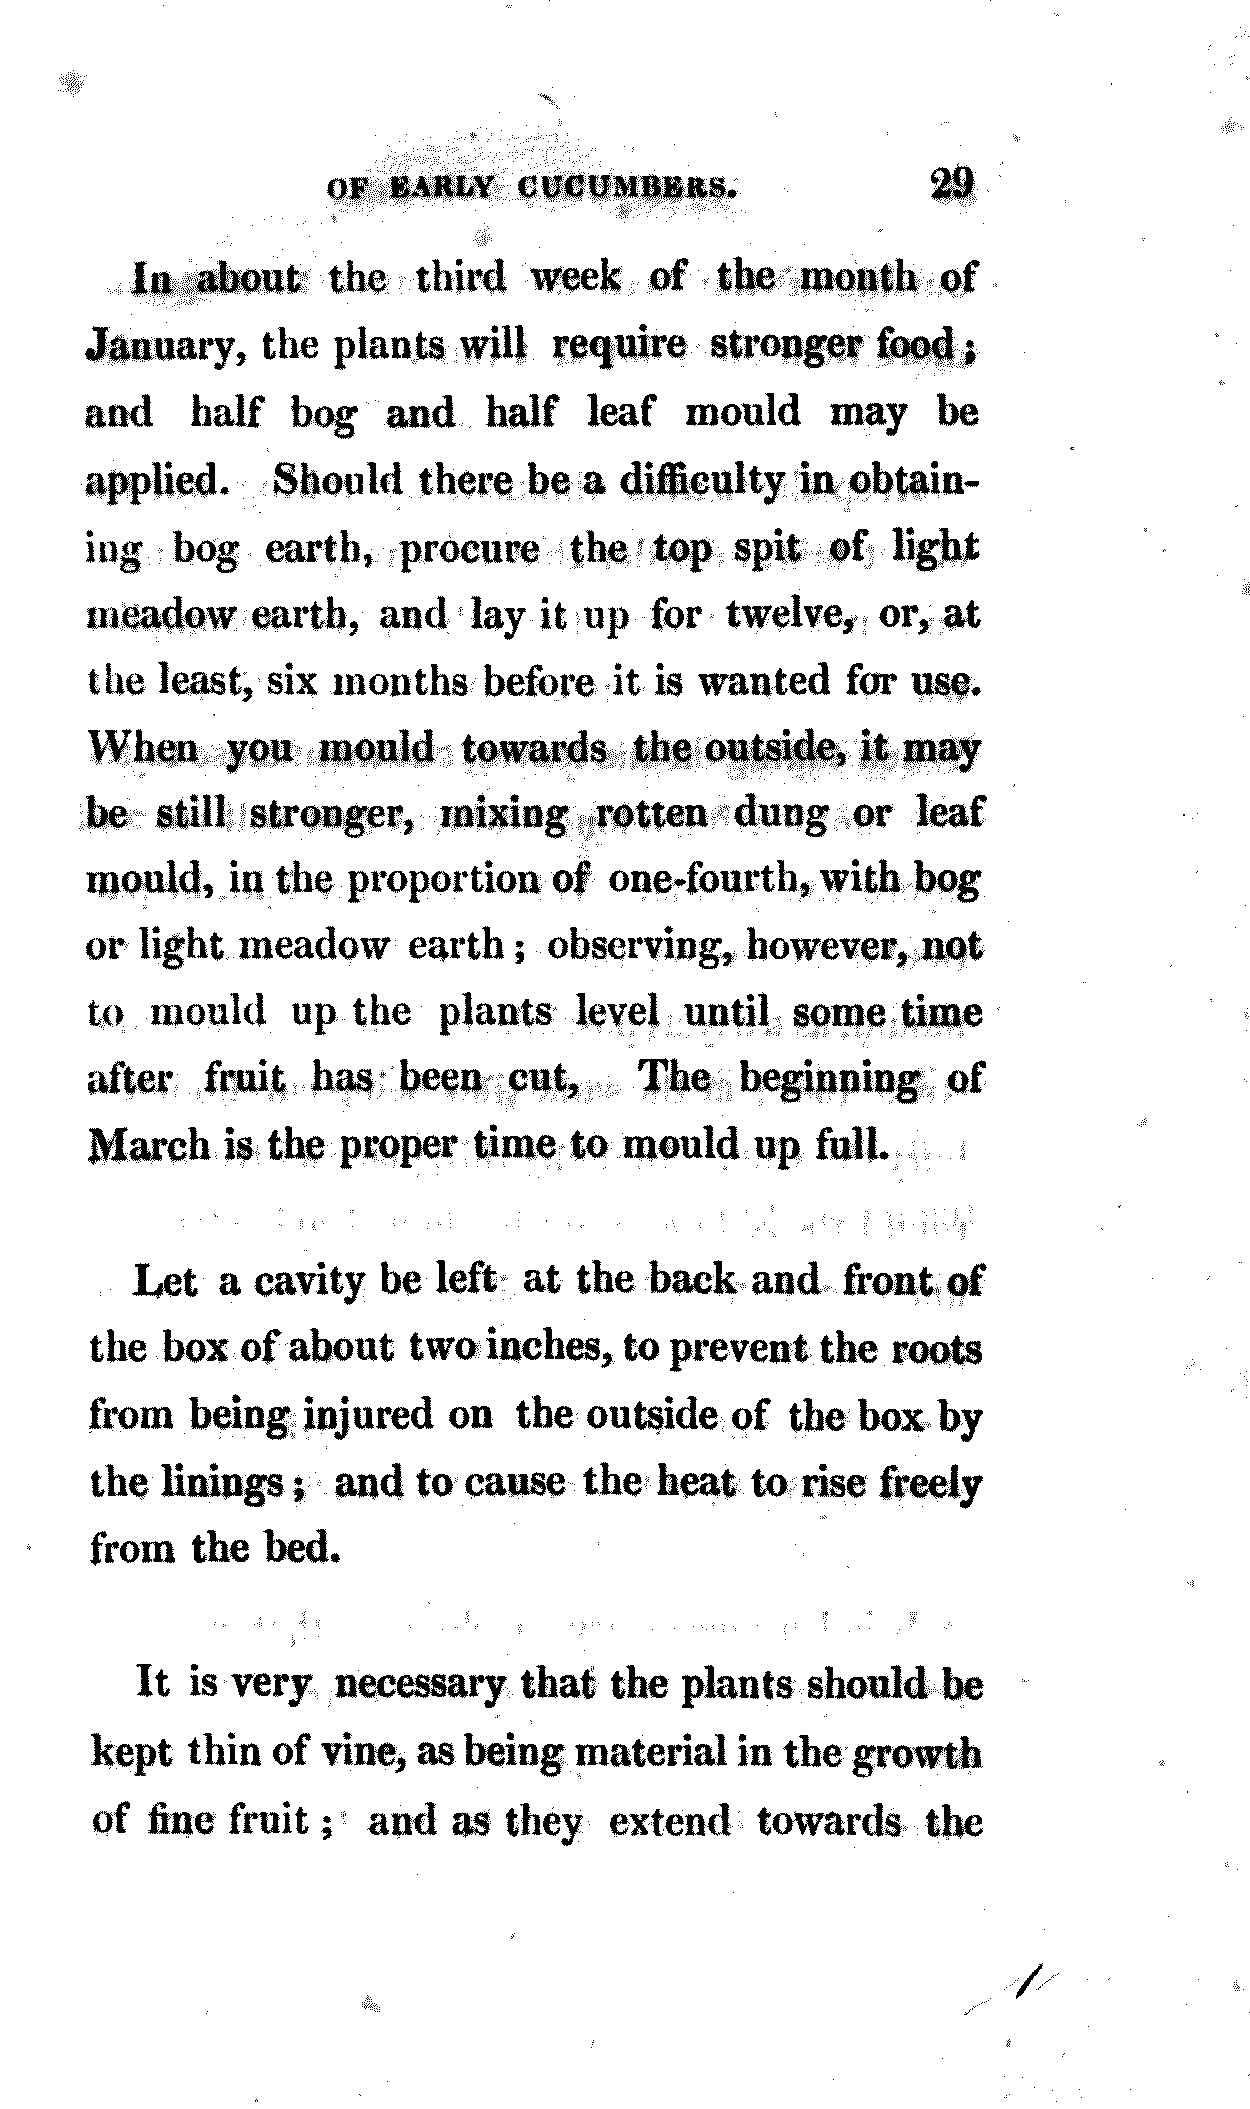 OF EARLY CUCUMBERS. 29
In about the third week of the month of
January, the plants will require stronger food;
and half bog and half leaf mould may be
applied. Should there be a difficulty in obtain-
ing bog earth, procure the top spit of light
meadow earth, and lay it up for twelve, or, at
the least, six months before it is wanted for use.
When you mould towards the outside, it may
be still stronger, mixing rotten dung or leaf
mould, in the proportion of one-fourth, with bog
or light meadow earth; observing, however, not
to mould up the plants level until some time
after fruit has been cut, The beginning of
March is the proper time to mould up full.
Let a cavity be left at the back and front of
the box of about two inches, to prevent the roots
from being injured on the outside of the box by
the linings; and to cause the heat to rise freely
from the bed.
It is very necessary that the plants should be
kept thin of vine, as being material in the growth
of fine fruit; and as they extend towards the